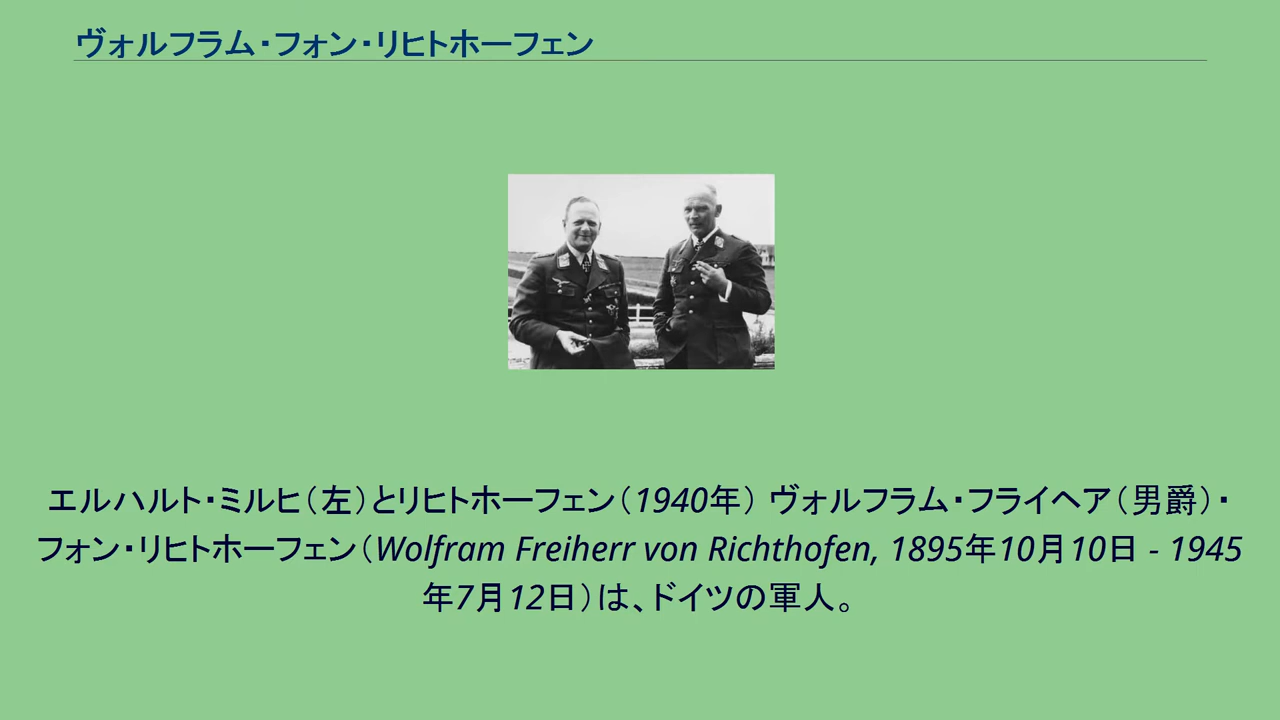 ヴォルフラム・フォン・リヒトホーフェン
エルハルト・ミルヒ（左）とリヒトホーフェン（1940年） ヴォルフラム・フライヘア（男爵）・
フォン・リヒトホーフェン（Wolfram Freiherr von Richthofen, 1895年10月10日 - 1945
年7月12日）は、ドイツの軍人。